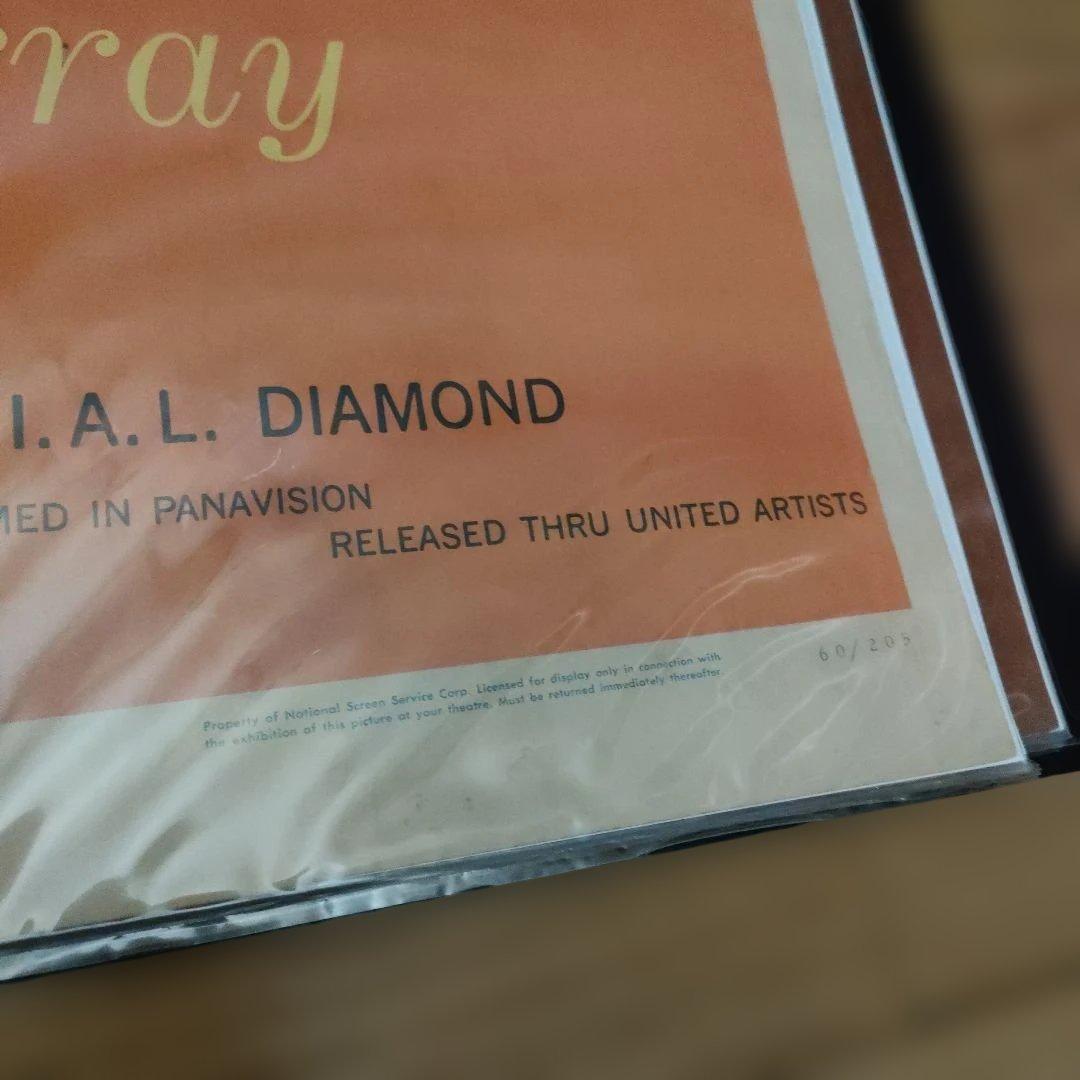 rray
I. A. L. DIAMOND
MED IN PANAVISION
RELEASED THRU UNITED ARTISTS
60/205
Property of National Screen Service Corp. Licensed for display only in connection with
the exhibition of this picture at your theatre. Must be returned immediately thereafter.